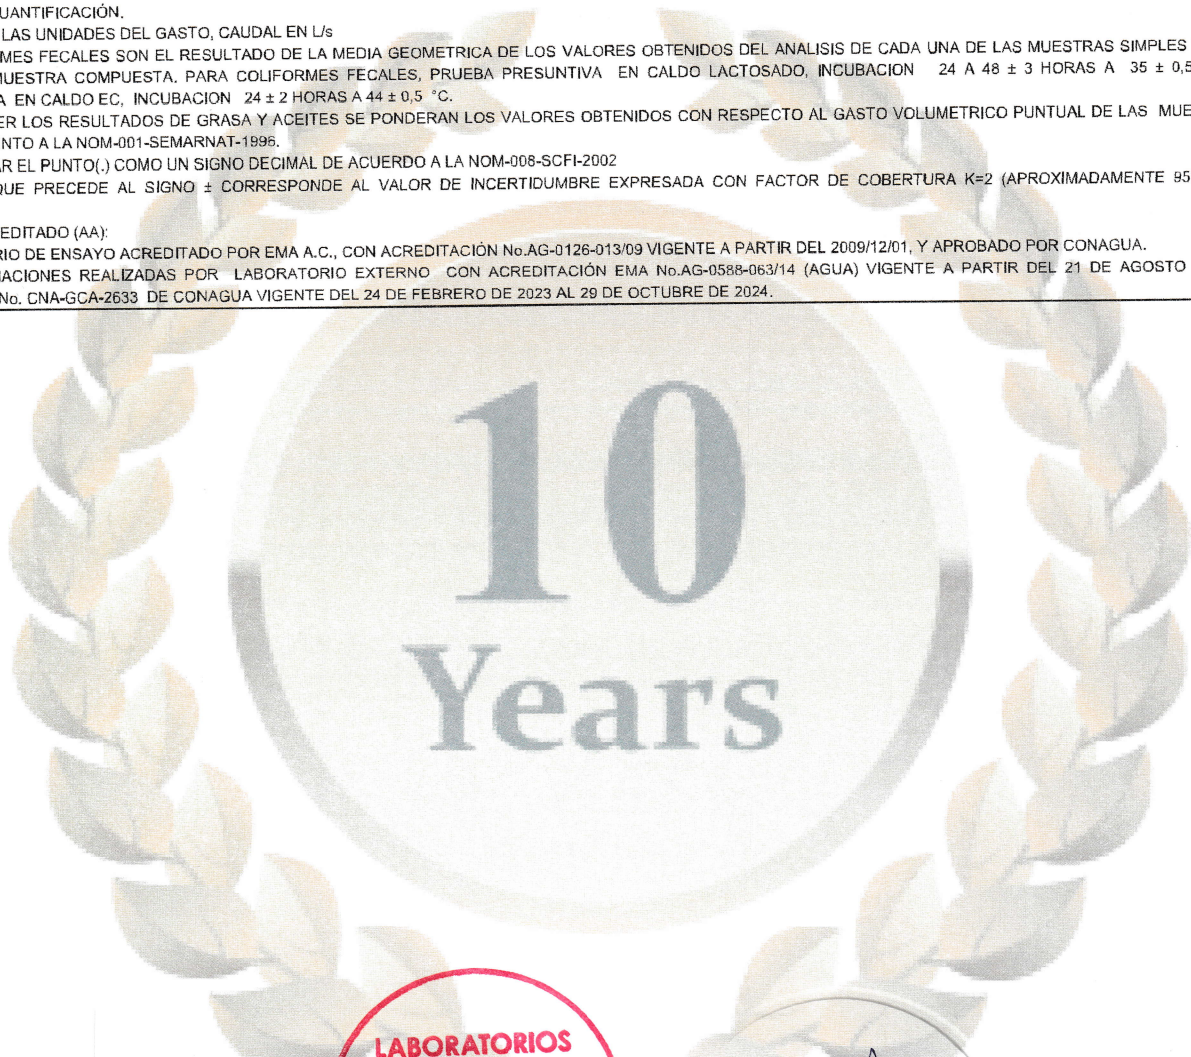 UANTIFICACIÓN.
LAS UNIDADES DEL GASTO, CAUDAL EN L/s
MES FECALES SON EL RESULTADO DE LA MEDIA GEOMETRICA DE LOS VALORES OBTENIDOS DEL ANALISIS DE CADA UNA DE LAS MUESTRAS SIMPLES
MUESTRA COMPUESTA. PARA COLIFORMES FECALES, PRUEBA PRESUNTIVA EN CALDO LACTOSADO, INCUBACION 24 A 48 ± 3 HORAS A 35 ± 0,5
A EN CALDO EC, INCUBACION 24 ± 2 HORAS A 44 ± 0,5 °C.
ER LOS RESULTADOS DE GRASA Y ACEITES SE PONDERAN LOS VALORES OBTENIDOS CON RESPECTO AL GASTO VOLUMETRICO PUNTUAL DE LAS MUE
NTO A LA NOM-001-SEMARNAT-1996.
AR EL PUNTO(.) COMO UN SIGNO DECIMAL DE ACUERDO A LA NOM-008-SCFI-2002
QUE PRECEDE AL SIGNO ± CORRESPONDE AL VALOR DE INCERTIDUMBRE EXPRESADA CON FACTOR DE COBERTURA K=2 (APROXIMADAMENTE 95
EDITADO (AA):
RIO DE ENSAYO ACREDITADO POR EMA A.C., CON ACREDITACIÓN No.AG-0126-013/09 VIGENTE A PARTIR DEL 2009/12/01, Y APROBADO POR CONAGUA.
NACIONES REALIZADAS POR LABORATORIO EXTERNO CON ACREDITACIÓN EMA No.AG-0588-063/14 (AGUA) VIGENTE A PARTIR DEL 21 DE AGOSTO
No. CNA-GCA-2633 DE CONAGUA VIGENTE DEL 24 DE FEBRERO DE 2023 AL 29 DE OCTUBRE DE 2024.
10
Years
LABORATORIOS